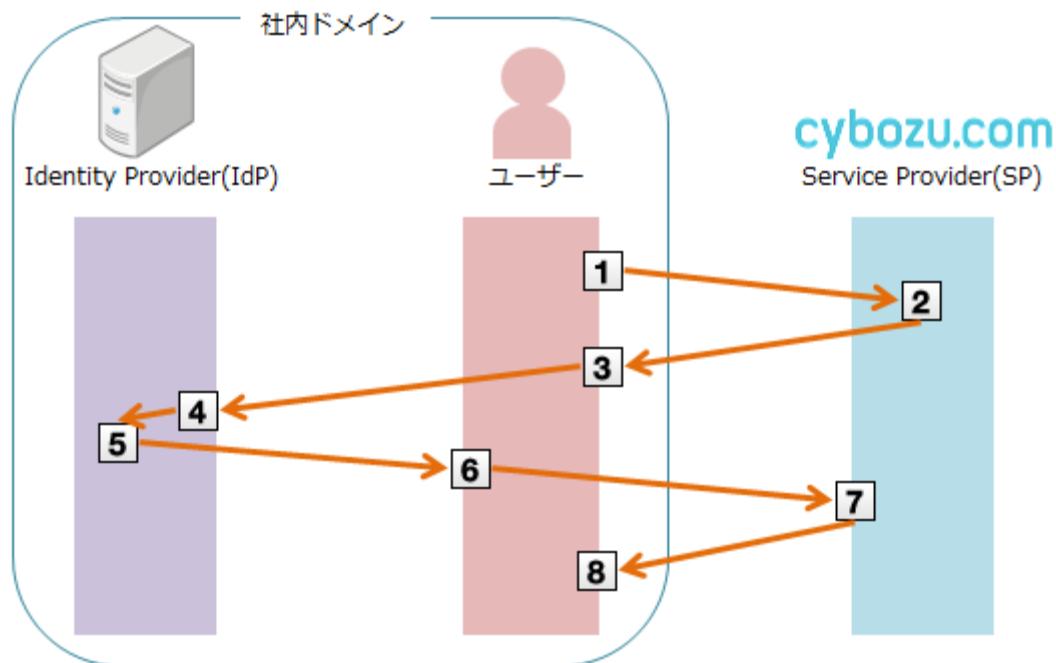 社内ドメイン
Identity Provider(IdP)
ユーザー
cybozu.com
Service Provider(SP)
1
2
3
4
5
6
7
8